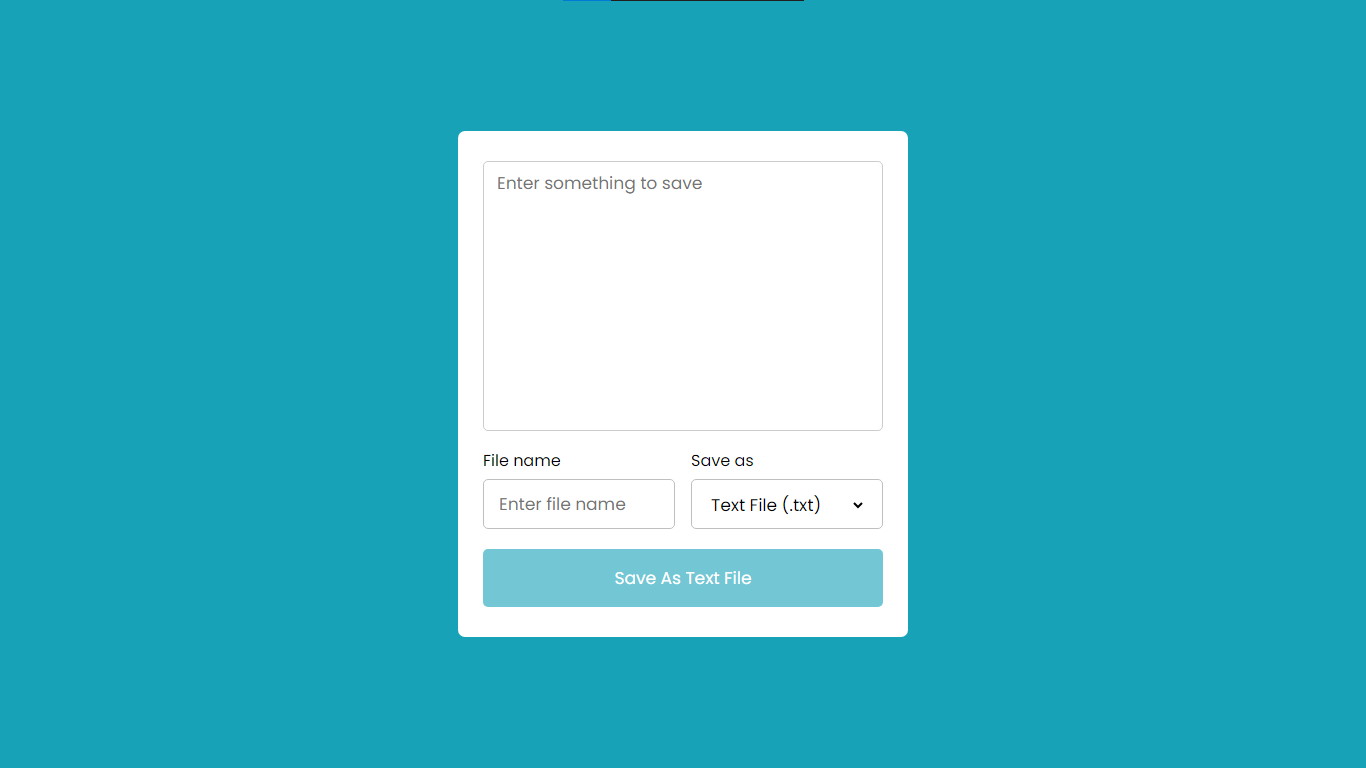 Enter something to save
File name
Save as
Enter file name
Text File (.txt)
Save As Text File